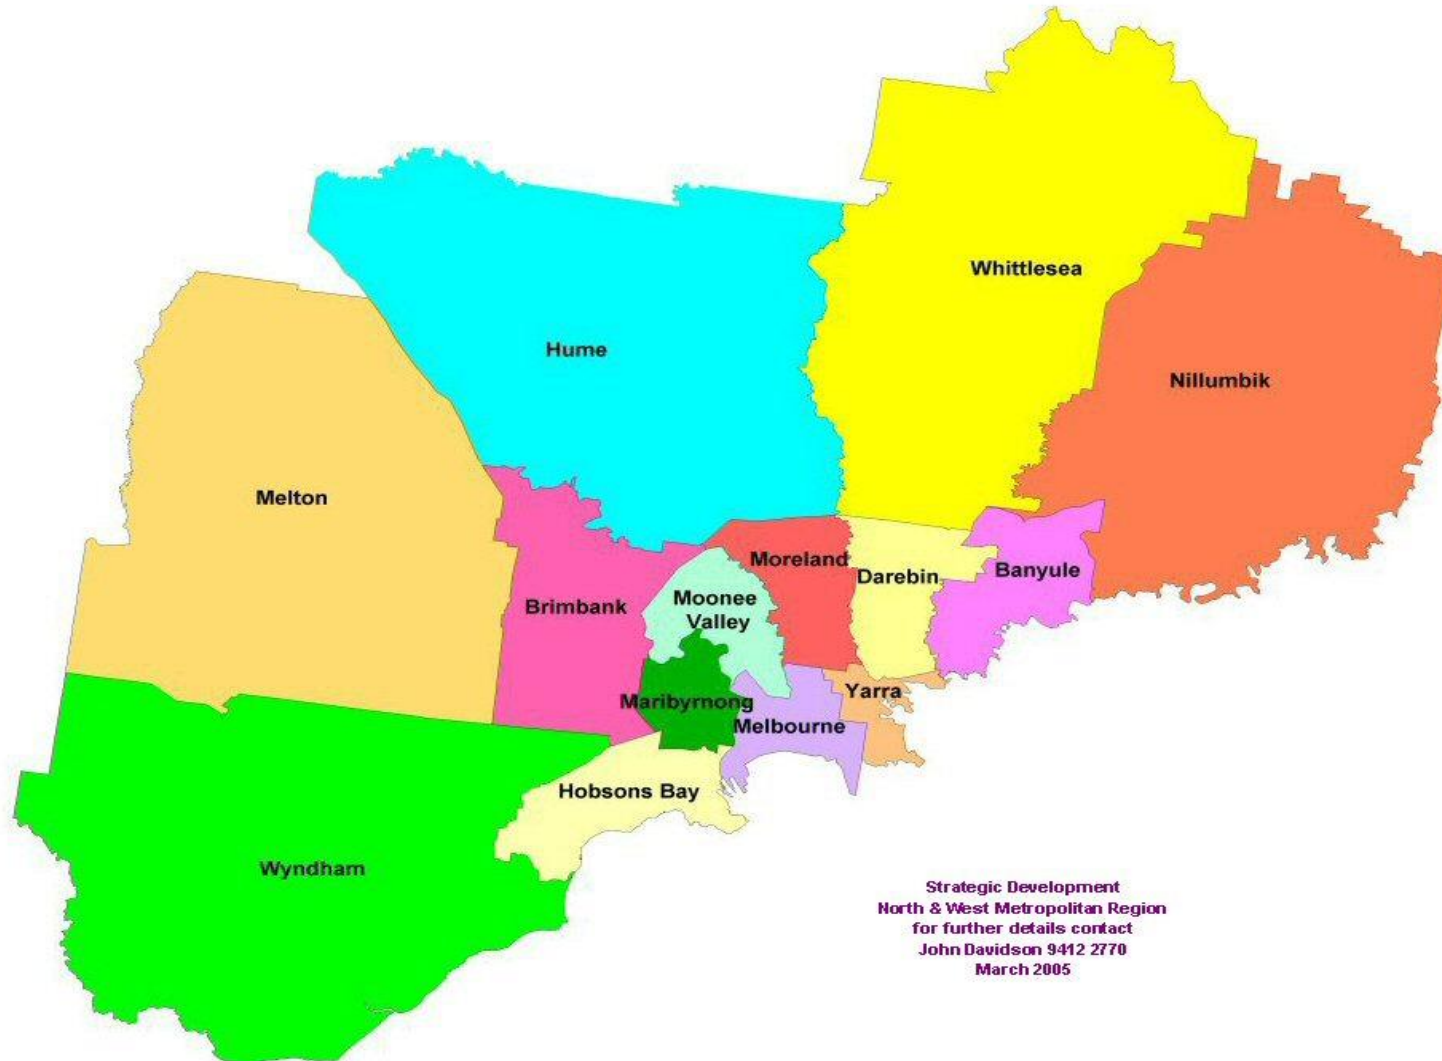 Whittlesea
Hume
Nillumbik
Melton
Moreland
Banyule
Darebin
Moonee
Valley
Brimbank
Yarra
Maribyrnong
Melbourne
Hobsons Bay
Wyndham
Strategic Development
North & West Metropolitan Region
for further details contact
John Davidson 9412 2770
March 2005